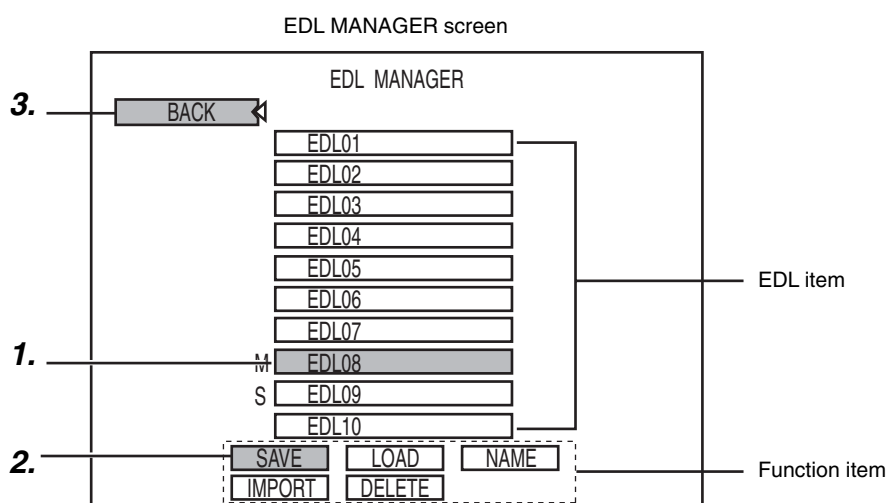 EDL MANAGER screen
EDL MANAGER
3. BACK
EDL01
EDL02
EDL03
EDL04
EDL05
EDL item
EDL06
EDL07
1. M EDL08
S EDL09
EDL10
2. SAVE LOAD NAME
Function item
IMPORT DELETE